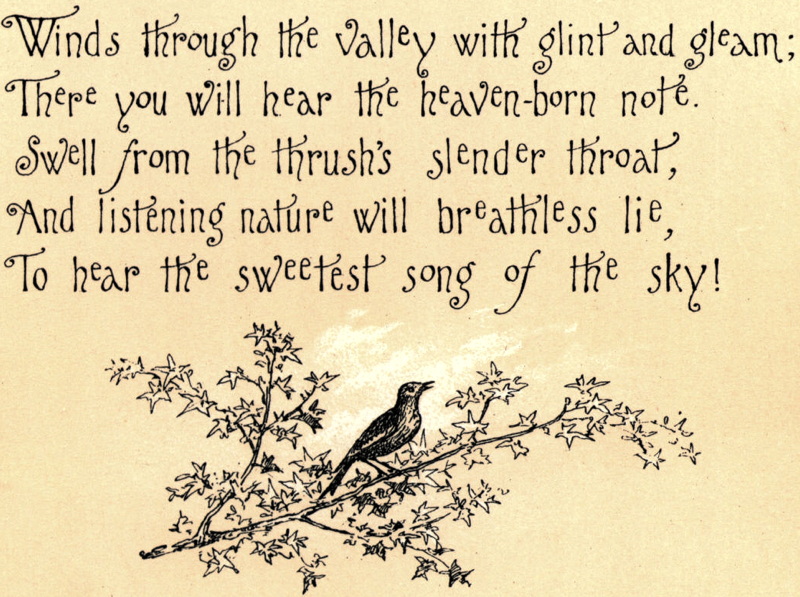 Winds through the valley with glint and gleam;
There you will hear the heaven-born note.
Swell from the thrush's slender throat,
And listening nature will breathless lie,
To hear the sweetest song of the sky!